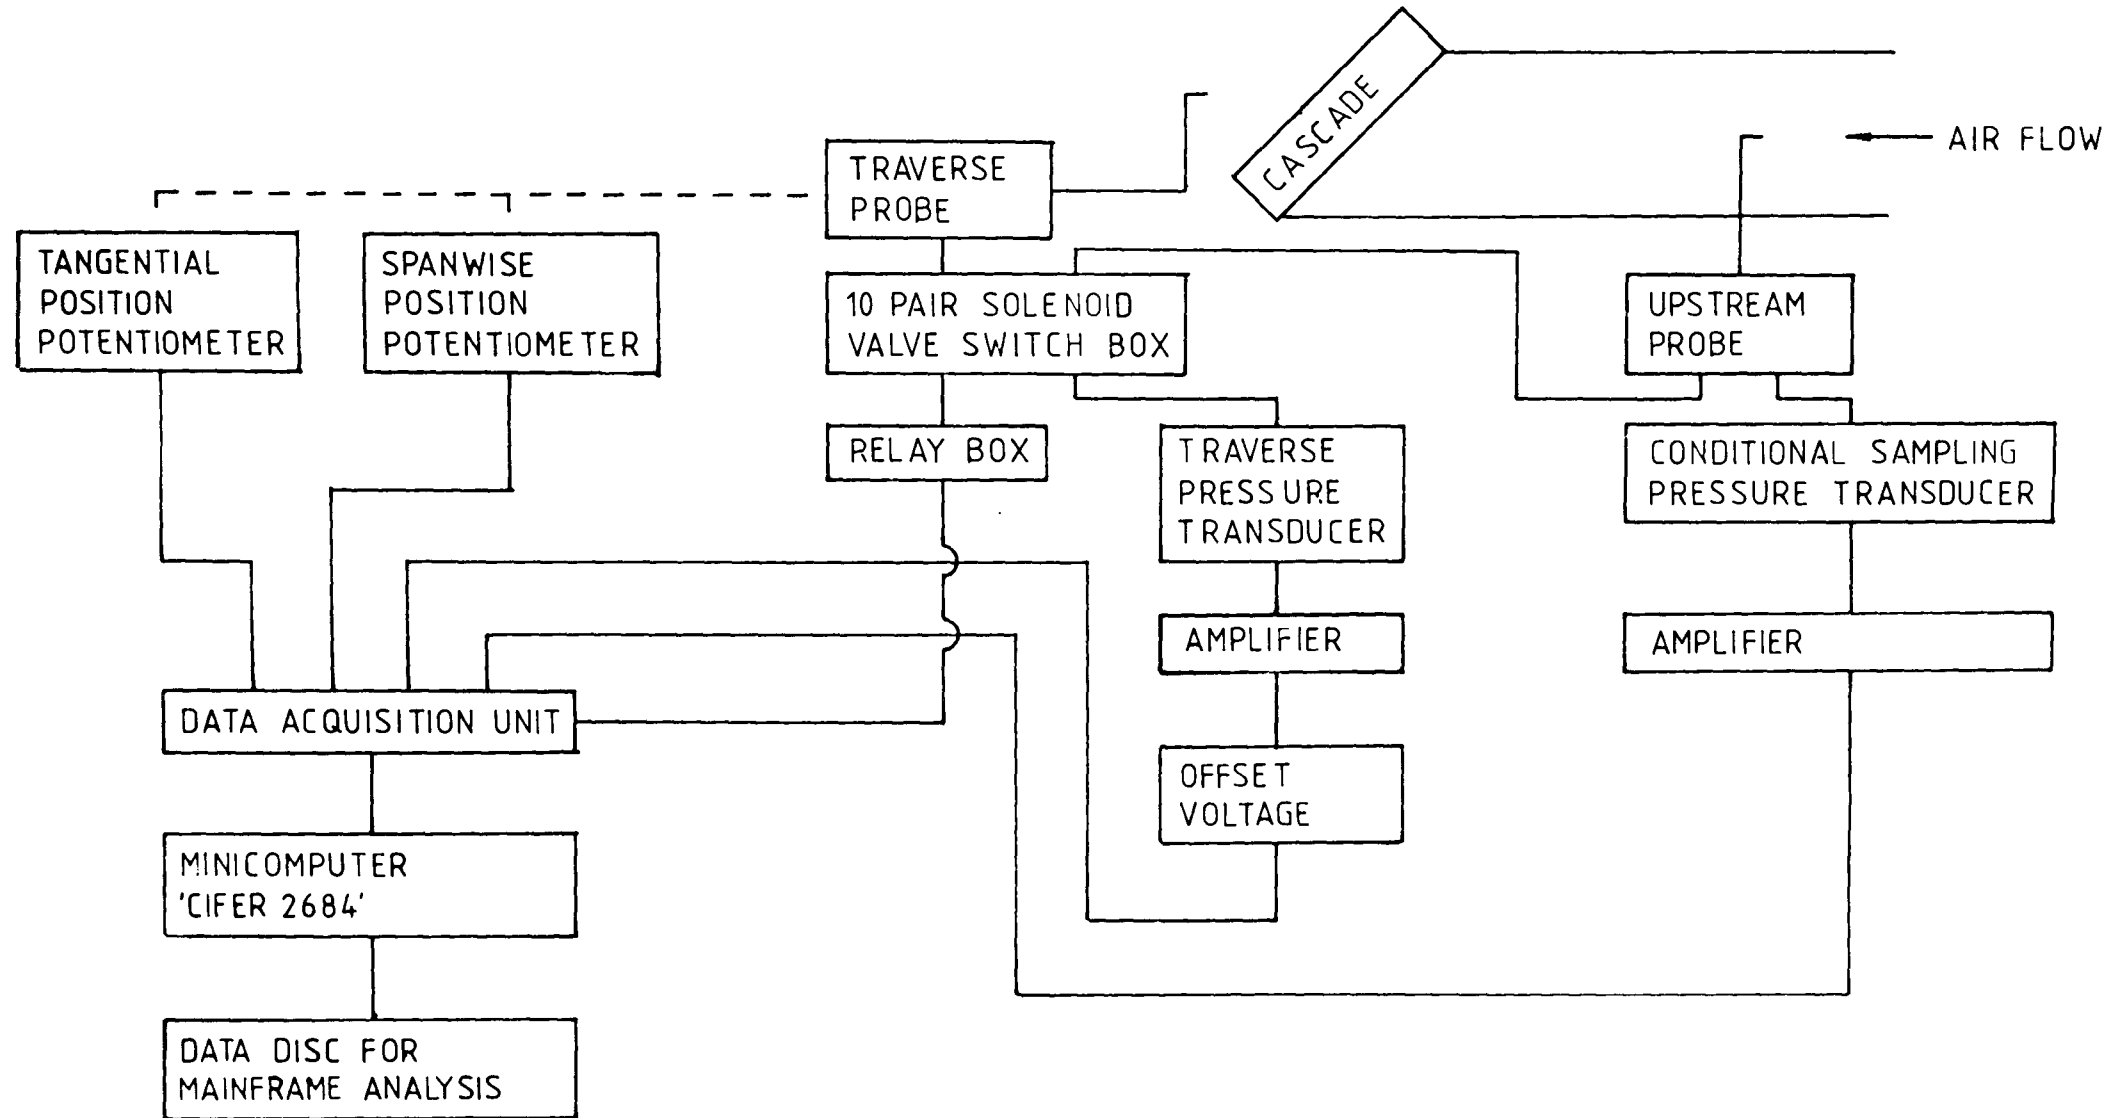 CASCADE
AIR FLOW
TRAVERSE
PROBE
TANGENTIAL
POSITION
POTENTIOMETER
SPANWISE
POSITION
POTENTIOMETER
10 PAIR SOLENOID
VALVE SWITCH BOX
UPSTREAM
PROBE
RELAY BOX
TRAVERSE
PRESSURE
TRANSDUCER
CONDITIONAL SAMPLING
PRESSURE TRANSDUCER
AMPLIFIER
AMPLIFIER
DATA ACQUISITION UNIT
OFFSET
VOLTAGE
MINICOMPUTER
'CIFER 2684'
DATA DISC FOR
MAINFRAME ANALYSIS